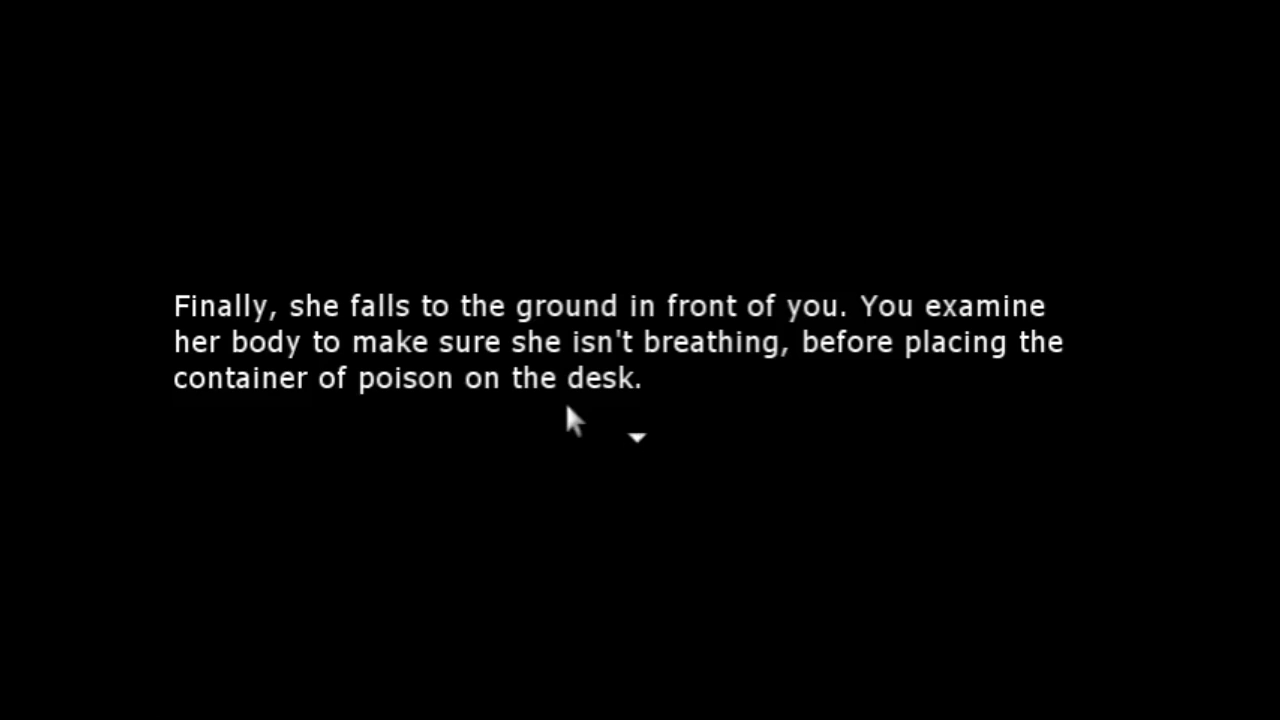 Finally, she falls to the ground in front of you. You examine
her body to make sure she isn't breathing, before placing the
container of poison on the desk.